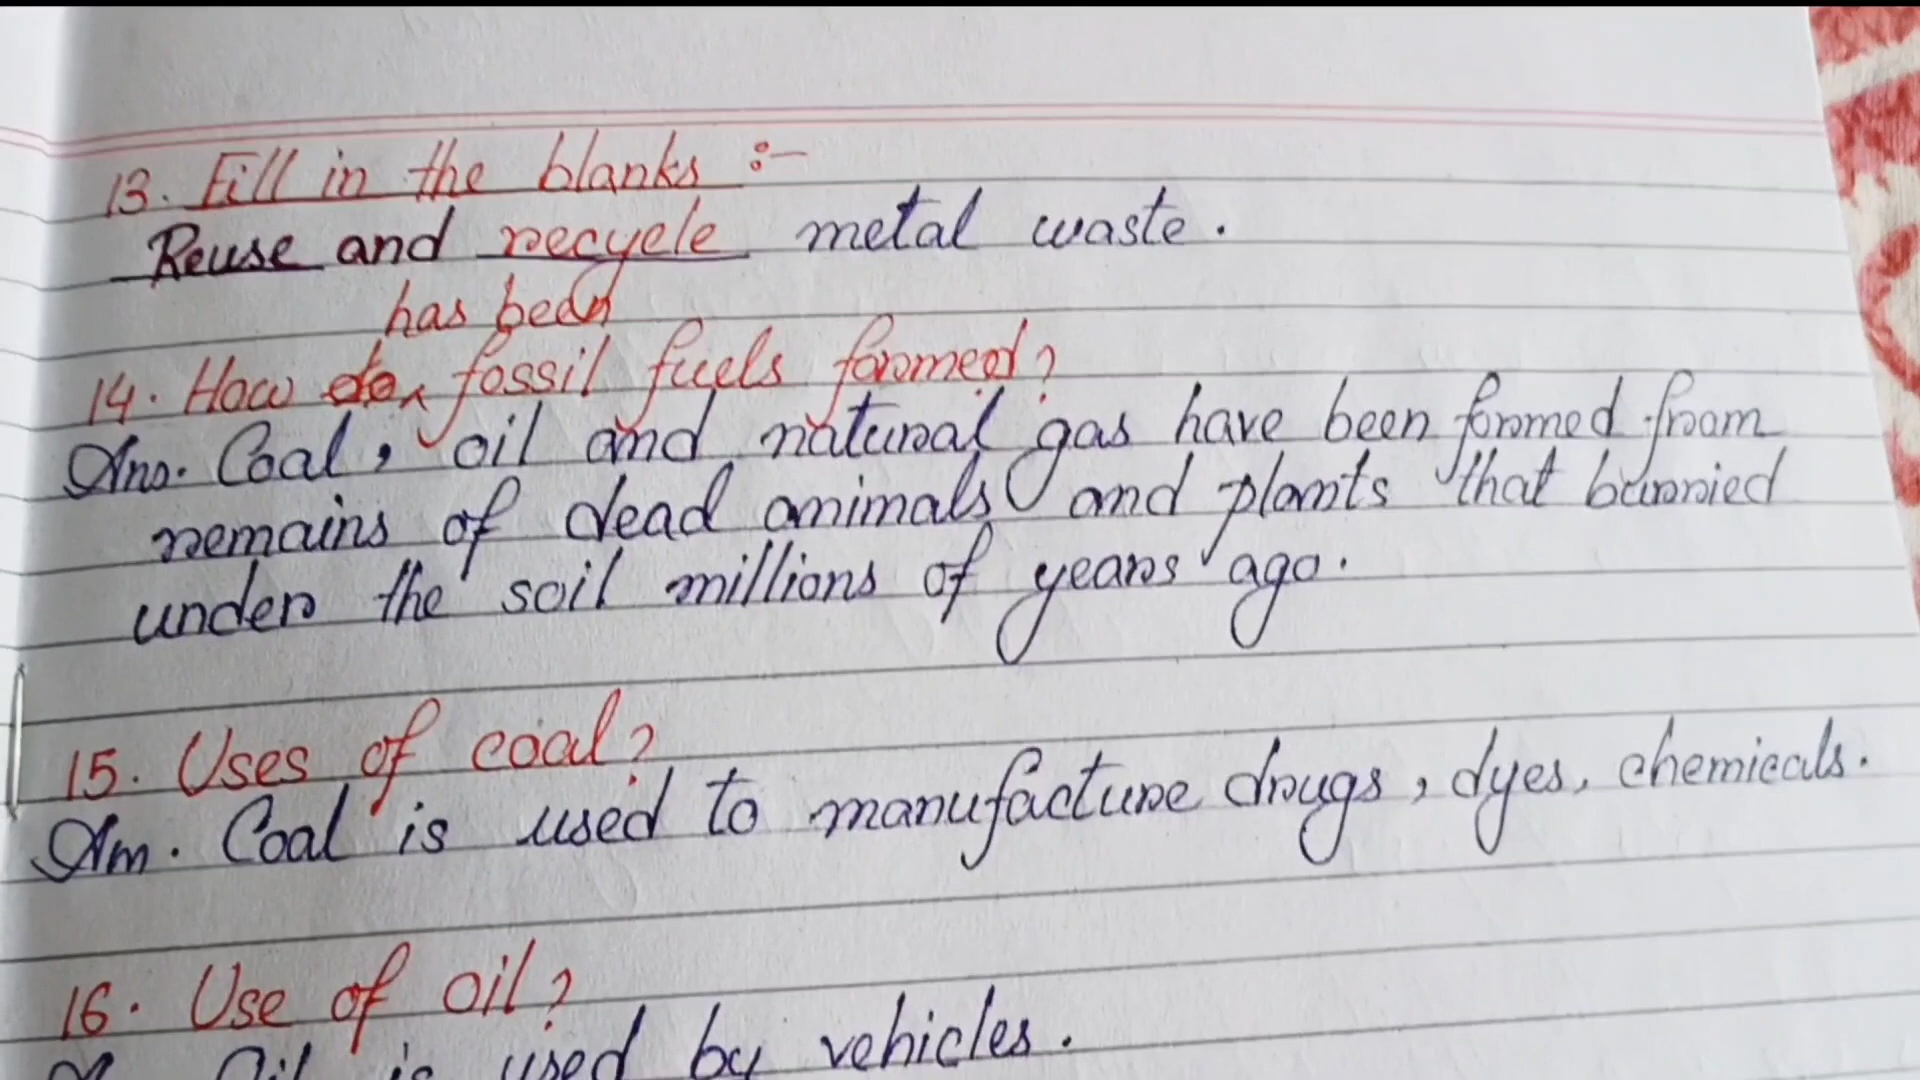 13. Fill in the blanks :-
Reuse and recycle metal waste.
has been
14. How do fossil fuels formed?
Ans. Coal, oil and natural gas have been formed from
remains of dead animals and plants that burried
under the soil millions of years ago.
15. Uses of coal?
An. Coal is used to manufacture drugs, dyes, chemicals.
16. Use of oil?
Oil is used by vehicles.